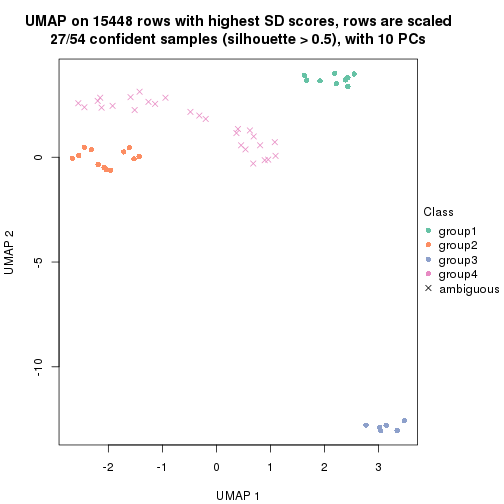 UMAP on 15448 rows with highest SD scores, rows are scaled
27/54 confident samples (silhouette > 0.5), with 10 PCs
UMAP 2
0
-5
-10
Class
group1
group2
group3
group4
ambiguous
-2
-1
0
1
2
3
UMAP 1